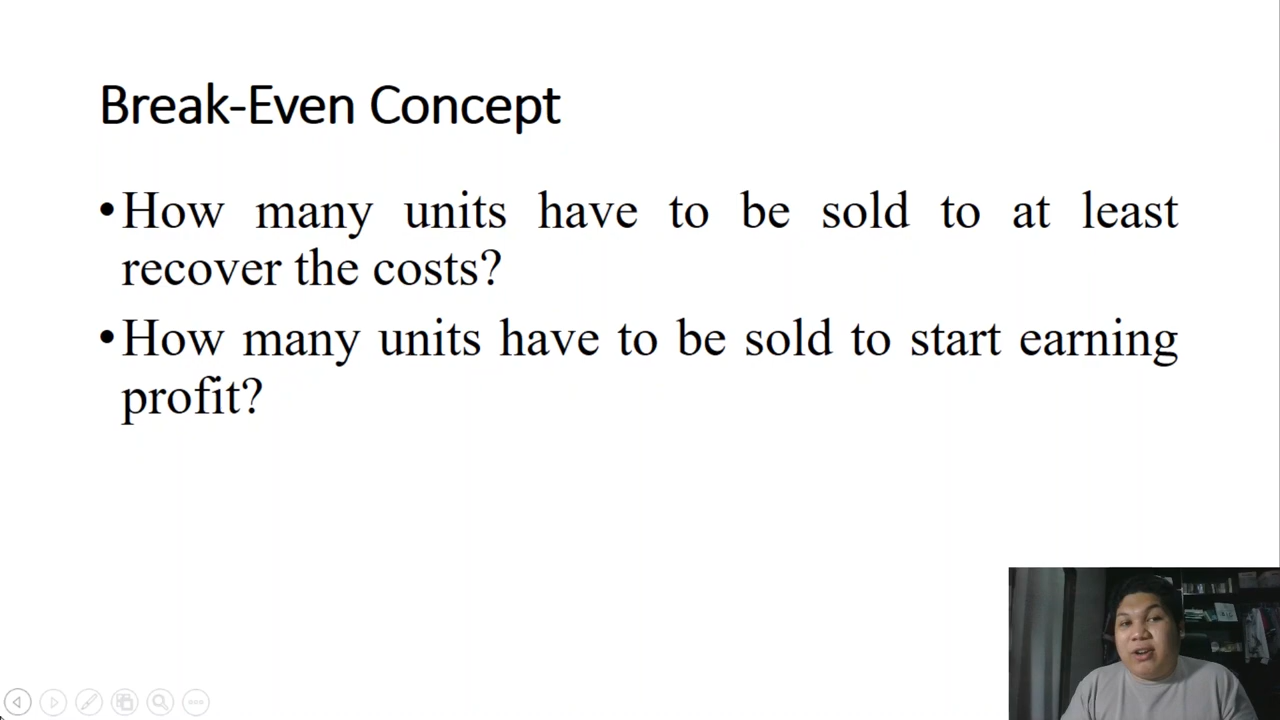 Break-Even Concept
•How many units have to be sold to at least
recover the costs?
•How many units have to be sold to start earning
profit?